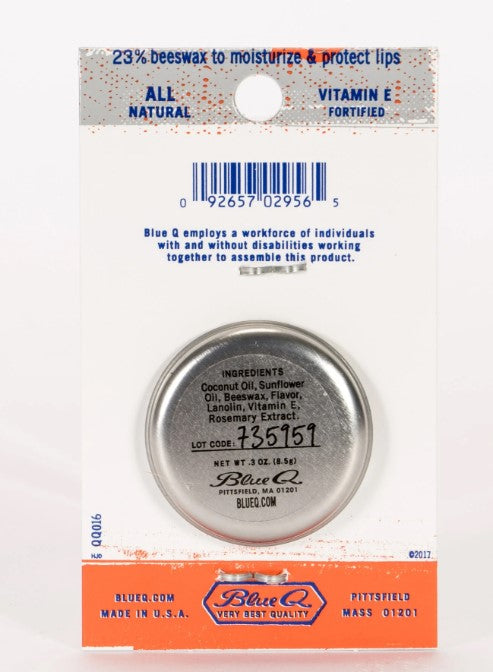 23% beeswax to moisturize & protect lips
ALL
NATURAL
VITAMIN E
FORTIFIED
0 92657 02956 5
Blue Q employs a workforce of individuals
with and without disabilities working
together to assemble this product.
INGREDIENTS
Coconut Oil, Sunflower
Oil, Beeswax, Flavor,
Lanolin, Vitamin E,
Rosemary Extract.
LOT CODE: 735959
NET WT .3 OZ. (8.5g)
Blue Q
PITTSFIELD, MA 01201
BLUEQ.COM
QQ016
HJ0
©2017
BLUEQ.COM
MADE IN U.S.A.
Blue Q
VERY BEST QUALITY
PITTSFIELD
MASS 01201